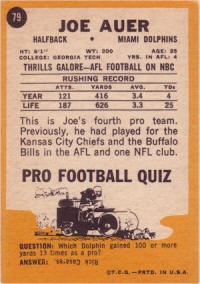 79
JOE AUER
HALFBACK • MIAMI DOLPHINS
HT: 6'1" WT: 200 AGE: 25
COLLEGE: GEORGIA TECH YRS. IN AFL: 4
THRILLS GALORE—AFL FOOTBALL ON NBC
RUSHING RECORD
ATTS. YARDS AVG. TDs
YEAR 121 416 3.4 4
LIFE 187 626 3.3 25
This is Joe's fourth pro team.
Previously, he had played for the
Kansas City Chiefs and the Buffalo
Bills in the AFL and one NFL club.
PRO FOOTBALL QUIZ
QUESTION: Which Dolphin gained 100 or more
yards 13 times as a pro?
ANSWER: Rick Casares.
©T.C.G.—PRTD. IN U.S.A.